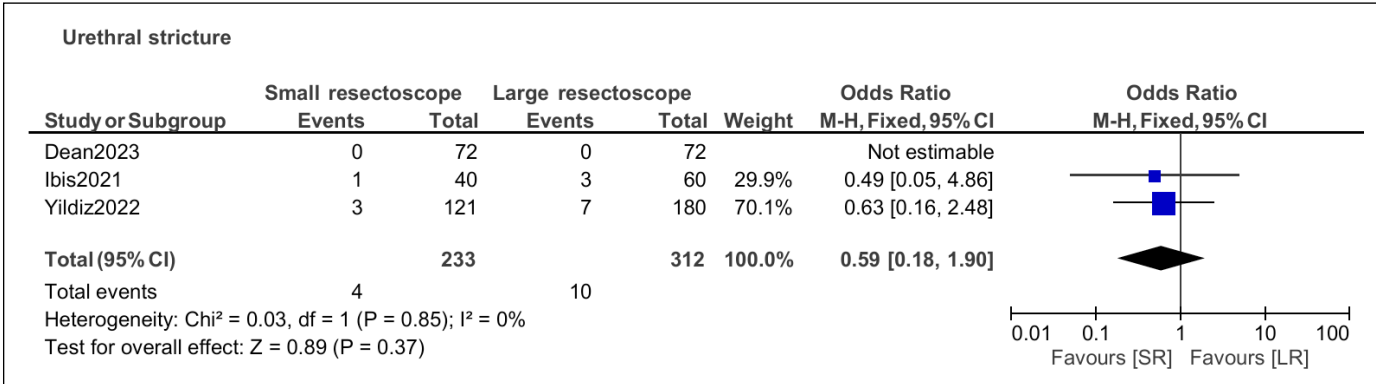 Urethral stricture
Small resectoscope Large resectoscope Odds Ratio Odds Ratio
Study or Subgroup Events Total Events Total Weight M-H, Fixed, 95% CI M-H, Fixed, 95% CI
Dean2023 0 72 0 72 Not estimable
Ibis2021 1 40 3 60 29.9% 0.49 [0.05, 4.86]
Yildiz2022 3 121 7 180 70.1% 0.63 [0.16, 2.48]
Total (95% CI) 233 312 100.0% 0.59 [0.18, 1.90]
Total events 4 10
Heterogeneity: Chi² = 0.03, df = 1 (P = 0.85); I² = 0%
Test for overall effect: Z = 0.89 (P = 0.37)
0.01 0.1 1 10 100
Favours [SR] Favours [LR]